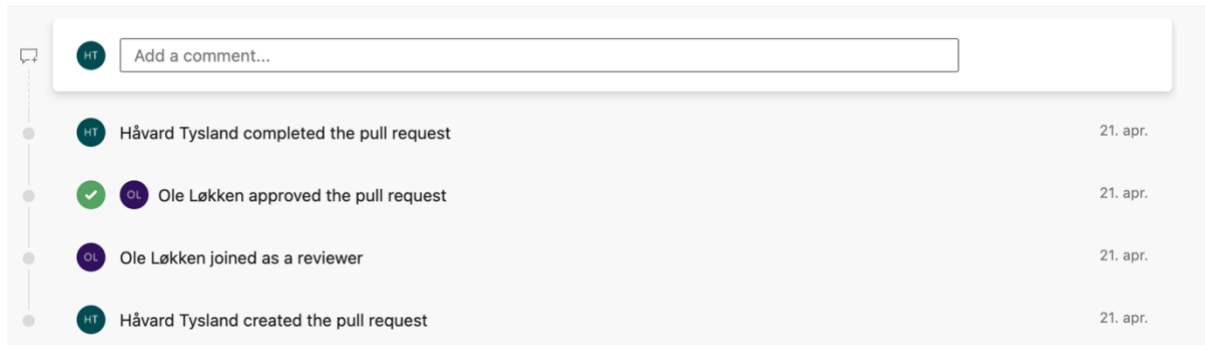 HT Add a comment...
HT Håvard Tysland completed the pull request 21. apr.
OL Ole Løkken approved the pull request 21. apr.
OL Ole Løkken joined as a reviewer 21. apr.
HT Håvard Tysland created the pull request 21. apr.